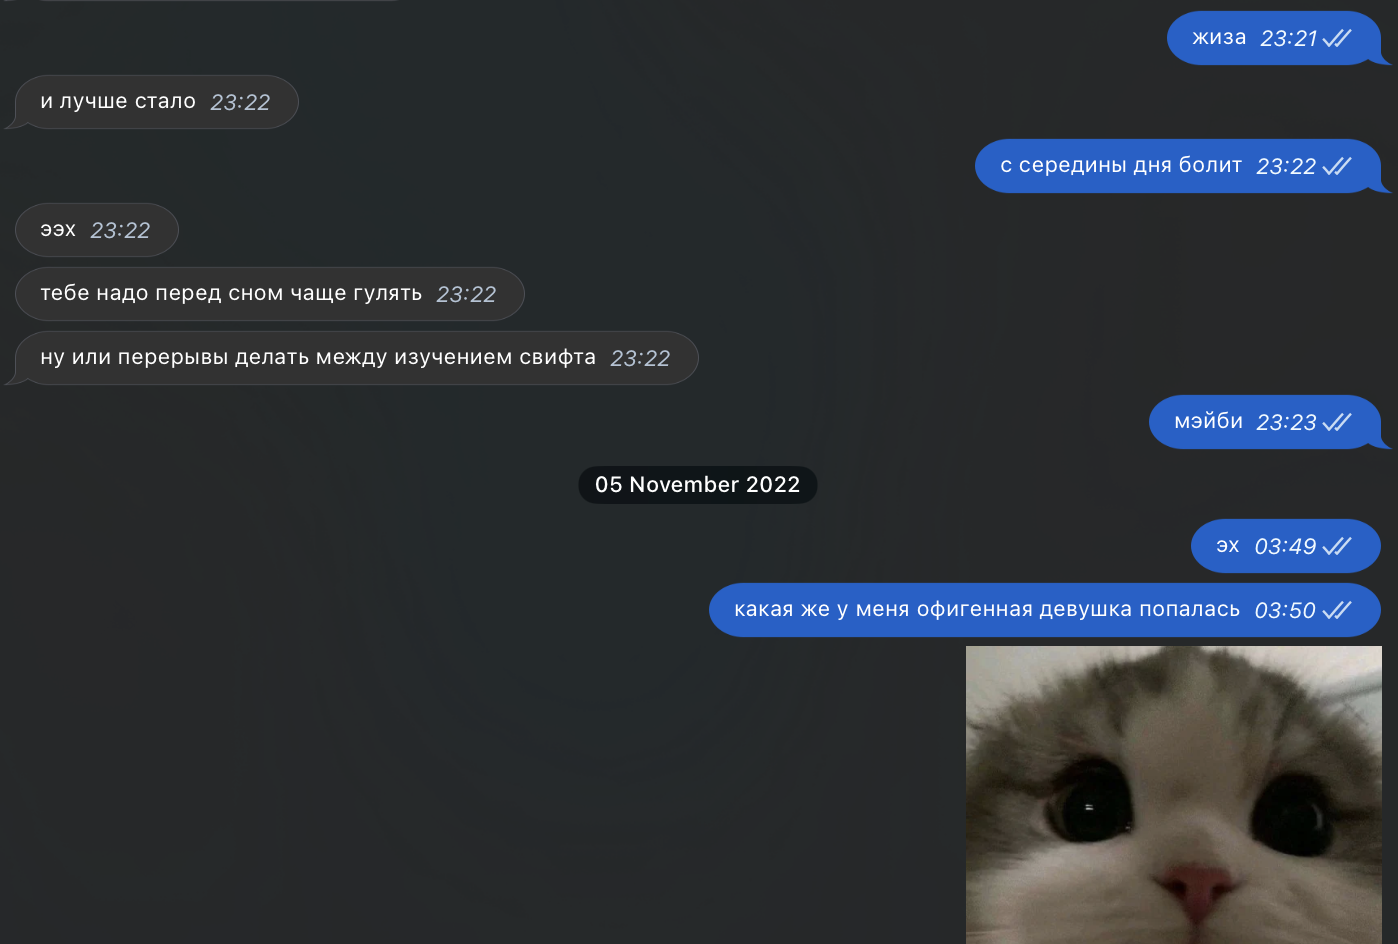 жиза 23:21
и лучше стало 23:22
с середины дня болит 23:22
ээх 23:22
тебе надо перед сном чаще гулять 23:22
ну или перерывы делать между изучением свифта 23:22
мэйби 23:23
05 November 2022
эх 03:49
какая же у меня офигенная девушка попалась 03:50